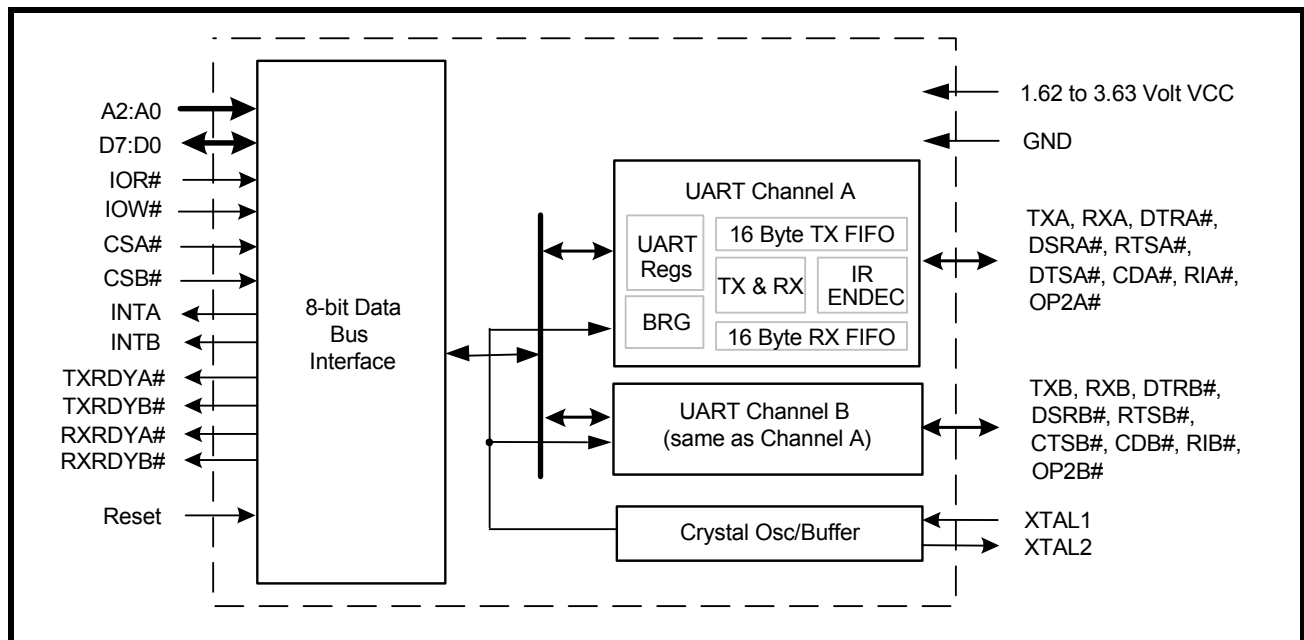 A2:A0
D7:D0
IOR#
IOW#
CSA#
CSB#
INTA
INTB
TXRDYA#
TXRDYB#
RXRDYA#
RXRDYB#
Reset
8-bit Data
Bus
Interface
UART Channel A
UART
Regs
BRG
16 Byte TX FIFO
TX & RX
IR
ENDEC
16 Byte RX FIFO
UART Channel B
(same as Channel A)
Crystal Osc/Buffer
1.62 to 3.63 Volt VCC
GND
TXA, RXA, DTRA#,
DSRA#, RTSA#,
DTSA#, CDA#, RIA#,
OP2A#
TXB, RXB, DTRB#,
DSRB#, RTSB#,
CTSB#, CDB#, RIB#,
OP2B#
XTAL1
XTAL2